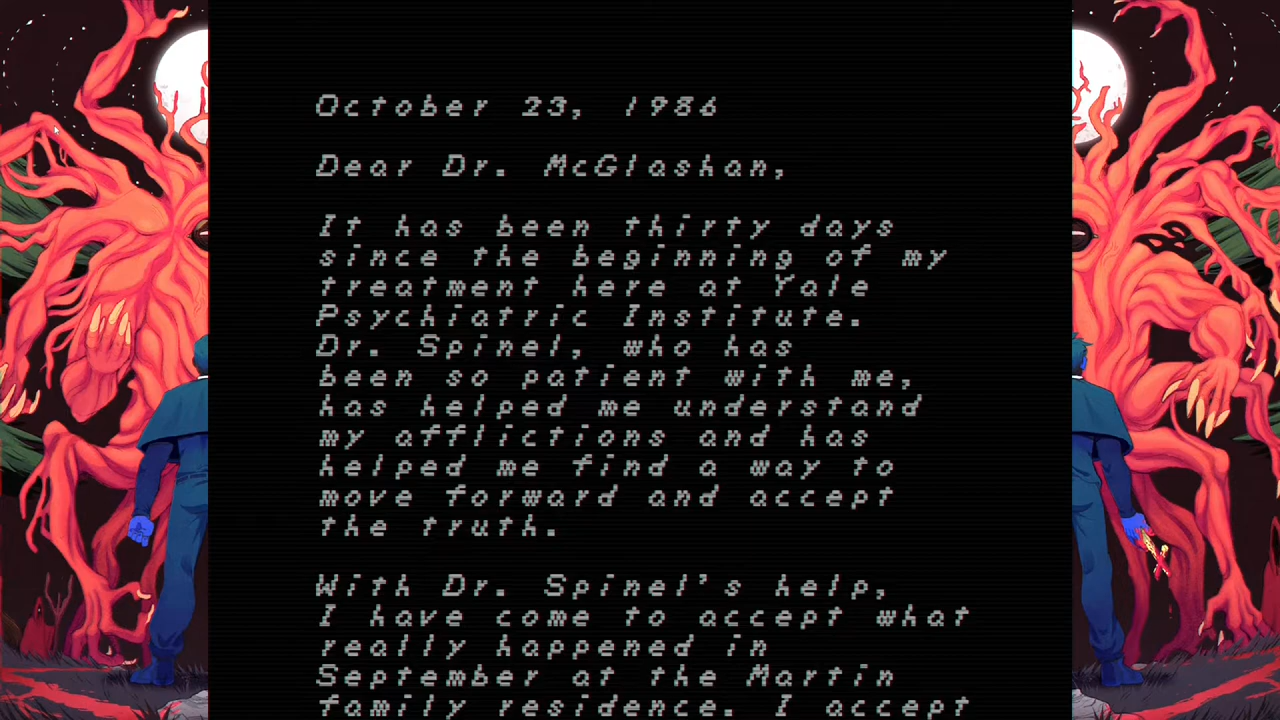 October 23, 1986
Dear Dr. McGlashan,
It has been thirty days
since the beginning of my
treatment here at Yale
Psychiatric Institute.
Dr. Spinel, who has
been so patient with me,
has helped me understand
my afflictions and has
helped me find a way to
move forward and accept
the truth.
With Dr. Spinel's help,
I have come to accept what
really happened in
September at the Martin
family residence. I accept